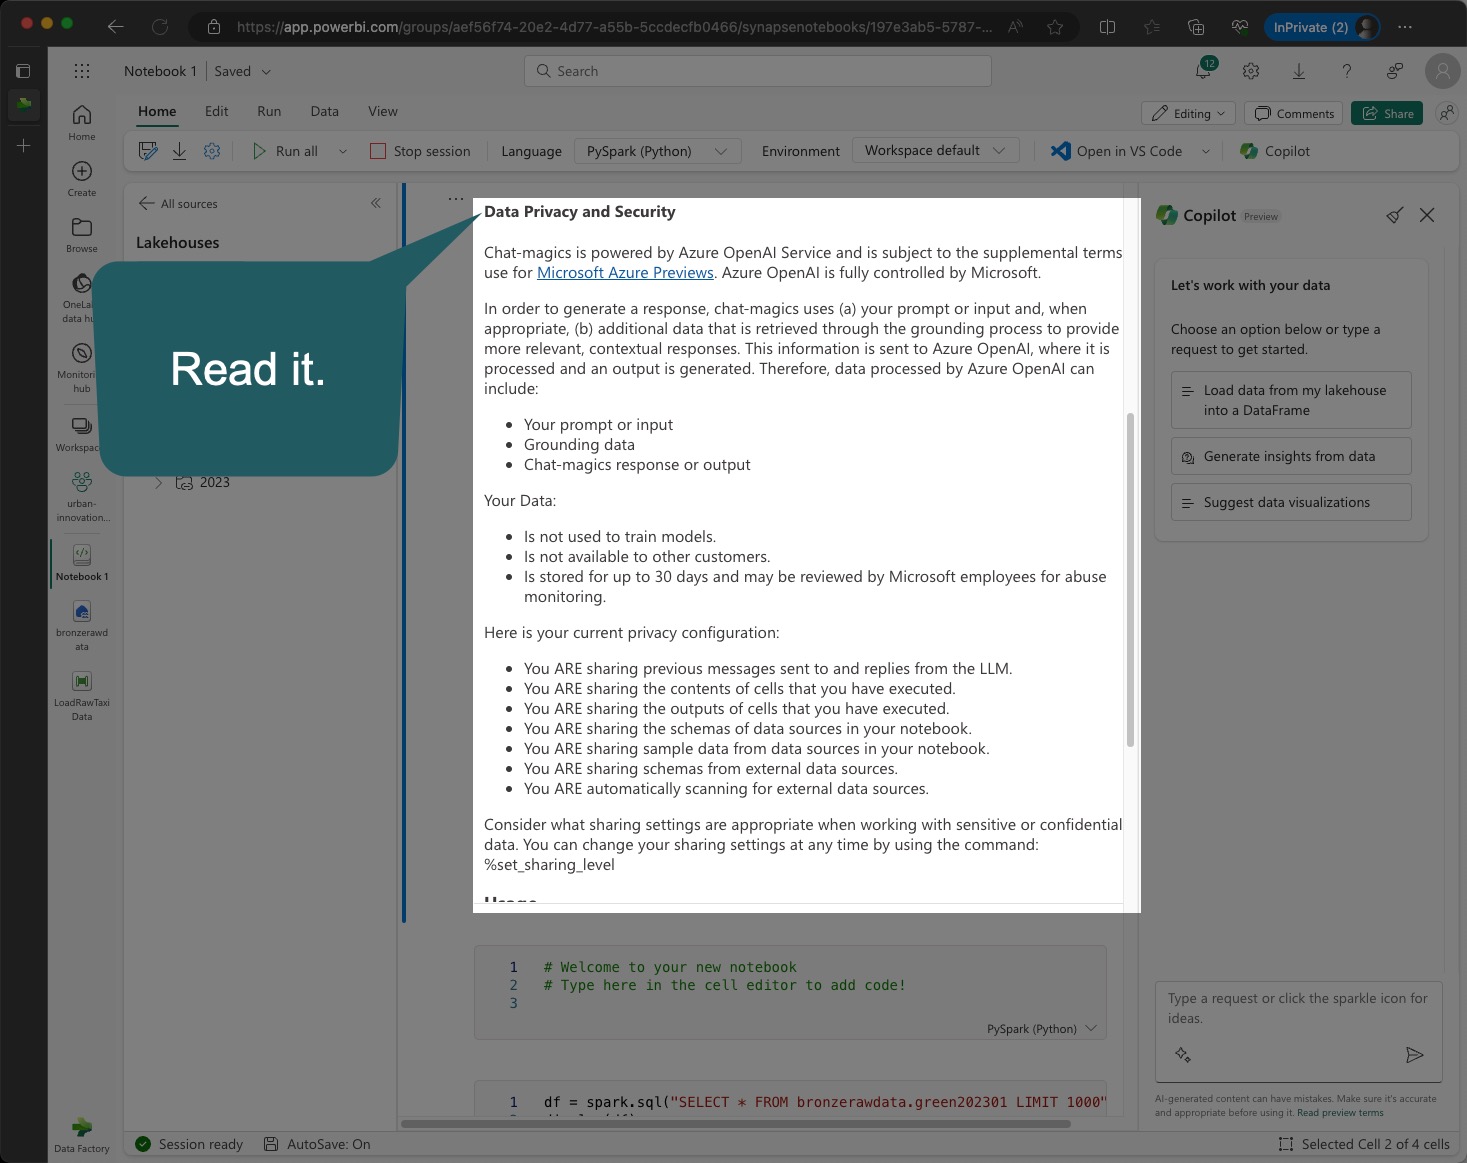 https://app.powerbi.com/groups/aef56f74-20e2-4d77-a55b-5ccdecfb0466/synapsenotebooks/197e3ab5-5787-...
InPrivate (2)
Notebook 1 | Saved
Search
12
Home
Edit
Run
Data
View
Editing
Comments
Share
Run all
Stop session
Language
PySpark (Python)
Environment
Workspace default
Open in VS Code
Copilot
Home
Create
Browse
data
Monitori
hub
urban-
innovation...
Notebook 1
bronzerawd
ata
LoadRawTaxi
Data
Data Factory
All sources
Lakehouses
Read it.
2023
Data Privacy and Security
Chat-magics is powered by Azure OpenAI Service and is subject to the supplemental terms
use for Microsoft Azure Previews. Azure OpenAI is fully controlled by Microsoft.
In order to generate a response, chat-magics uses (a) your prompt or input and, when
appropriate, (b) additional data that is retrieved through the grounding process to provide
more relevant, contextual responses. This information is sent to Azure OpenAI, where it is
processed and an output is generated. Therefore, data processed by Azure OpenAI can
include:
Your prompt or input
Grounding data
Chat-magics response or output
Your Data:
Is not used to train models.
Is not available to other customers.
Is stored for up to 30 days and may be reviewed by Microsoft employees for abuse
monitoring.
Here is your current privacy configuration:
You ARE sharing previous messages sent to and replies from the LLM.
You ARE sharing the contents of cells that you have executed.
You ARE sharing the outputs of cells that you have executed.
You ARE sharing the schemas of data sources in your notebook.
You ARE sharing sample data from data sources in your notebook.
You ARE sharing schemas from external data sources.
You ARE automatically scanning for external data sources.
Consider what sharing settings are appropriate when working with sensitive or confidential
data. You can change your sharing settings at any time by using the command:
%set_sharing_level
1 # Welcome to your new notebook
2 # Type here in the cell editor to add code!
3
PySpark (Python)
1 df = spark.sql("SELECT * FROM bronzerawdata.green202301 LIMIT 1000"
Copilot Preview
Let's work with your data
Choose an option below or type a
request to get started.
Load data from my lakehouse
into a DataFrame
Generate insights from data
Suggest data visualizations
Type a request or click the sparkle icon for
ideas.
AI-generated content can have mistakes. Make sure it's accurate
and appropriate before using it. Read preview terms
Session ready
AutoSave: On
Selected Cell 2 of 4 cells